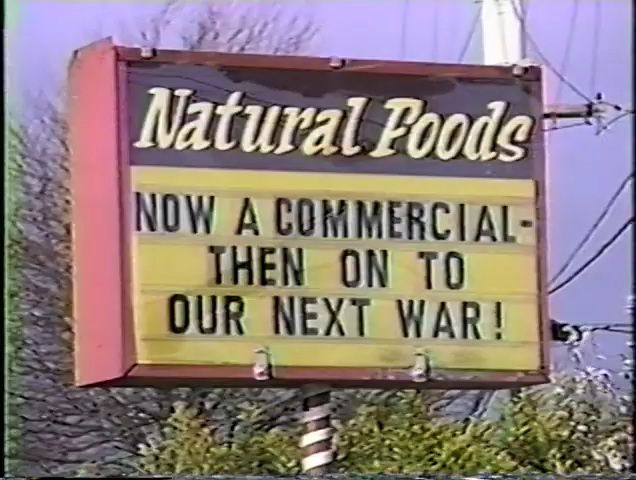 Natural Foods
NOW A COMMERCIAL-
THEN ON TO
OUR NEXT WAR!